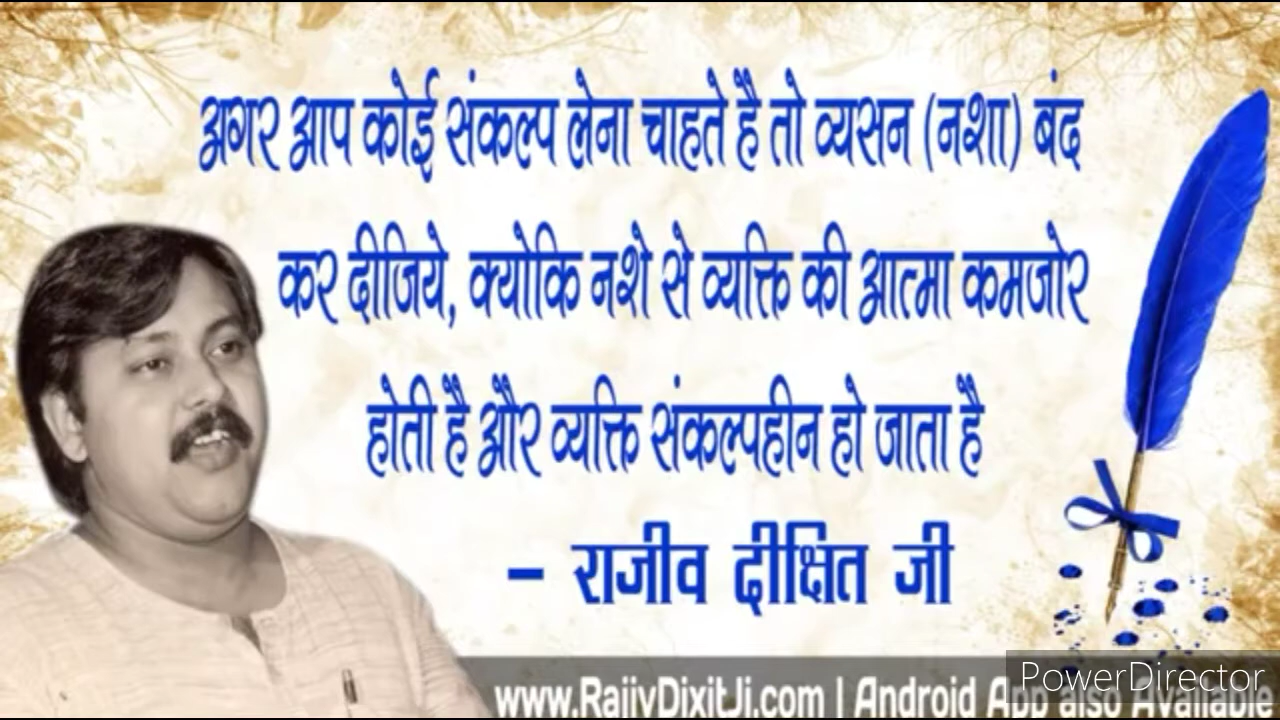 अगर आप कोई संकल्प लेना चाहते है तो व्यसन (नशा) बंद
कर दीजिये, क्योकि नशे से व्यक्ति की आत्मा कमजोर
होती है और व्यक्ति संकल्पहीन हो जाता है
- राजीव दीक्षित जी
www.RajivDixitJi.com | Android App also Available
PowerDirector